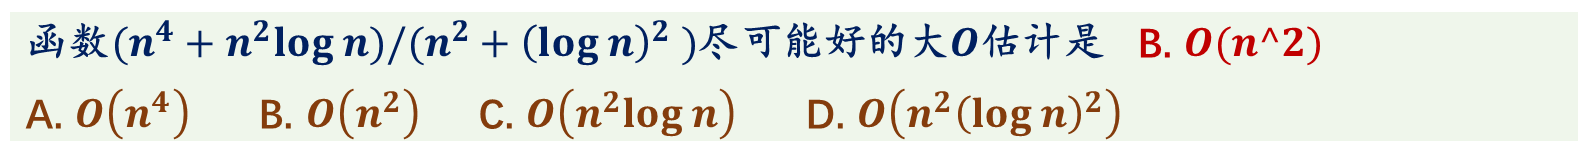 函数(n⁴ + n² log n)/(n² + (log n)² )尽可能好的大O估计是 B. O(n^2)
A. O(n⁴) B. O(n²) C. O(n² log n) D. O(n²(log n)²)